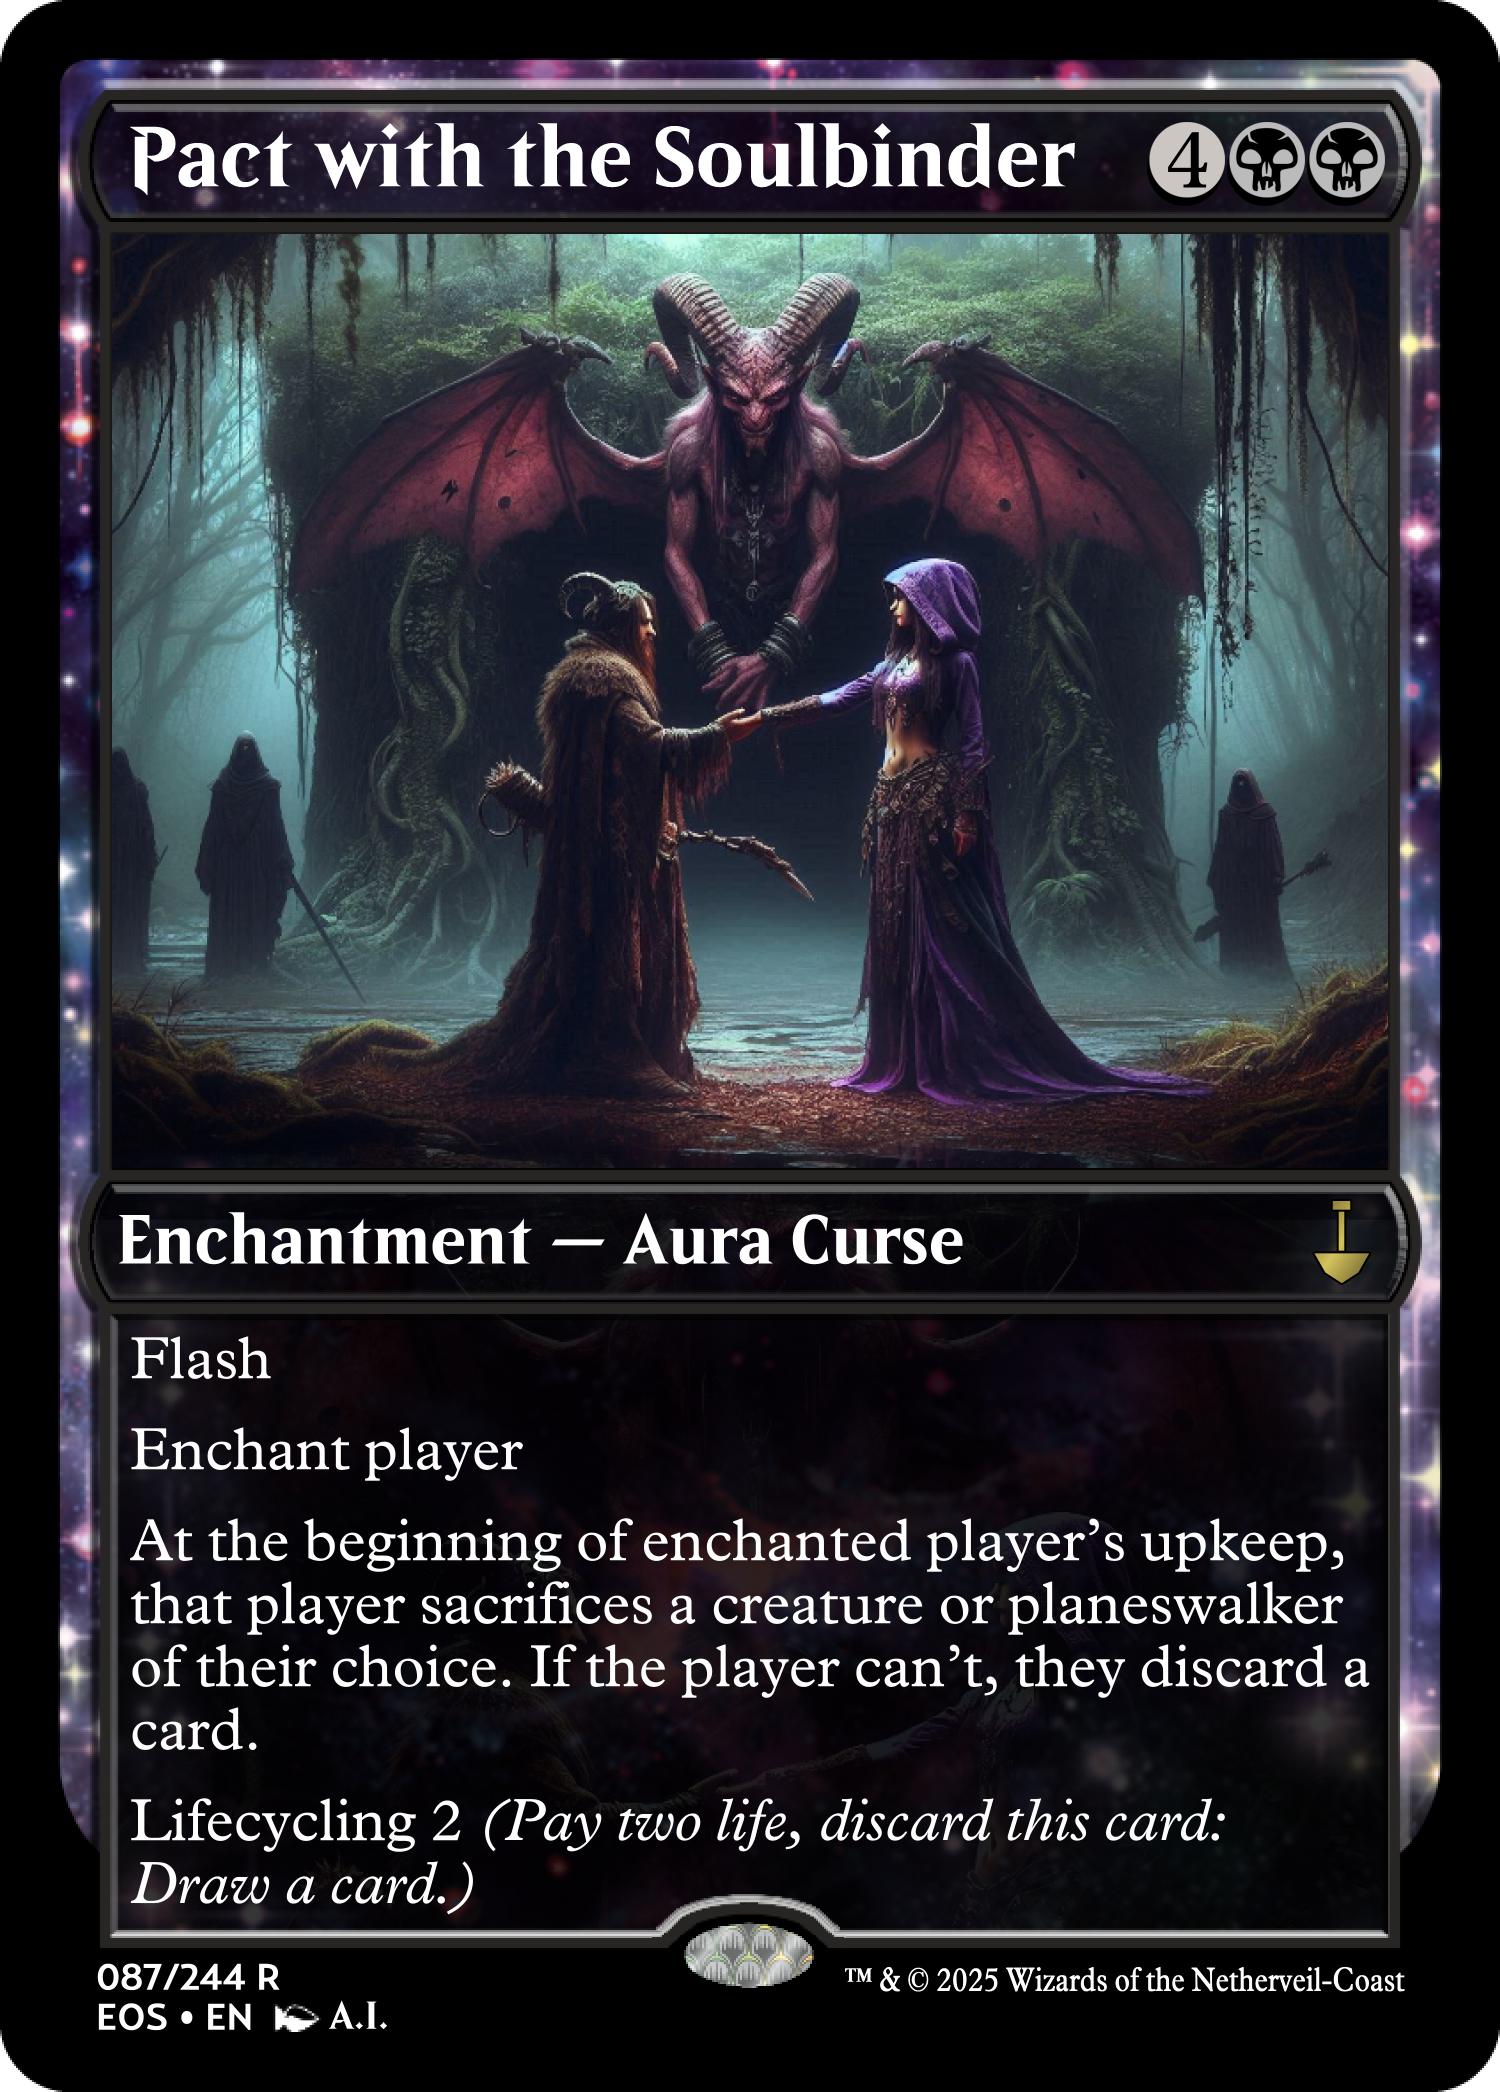 Pact with the Soulbinder 4
Enchantment — Aura Curse
Flash
Enchant player
At the beginning of enchanted player’s upkeep,
that player sacrifices a creature or planeswalker
of their choice. If the player can’t, they discard a
card.
Lifecycling 2 (Pay two life, discard this card:
Draw a card.)
087/244 R
EOS • EN A.I.
™ & © 2025 Wizards of the Netherveil-Coast